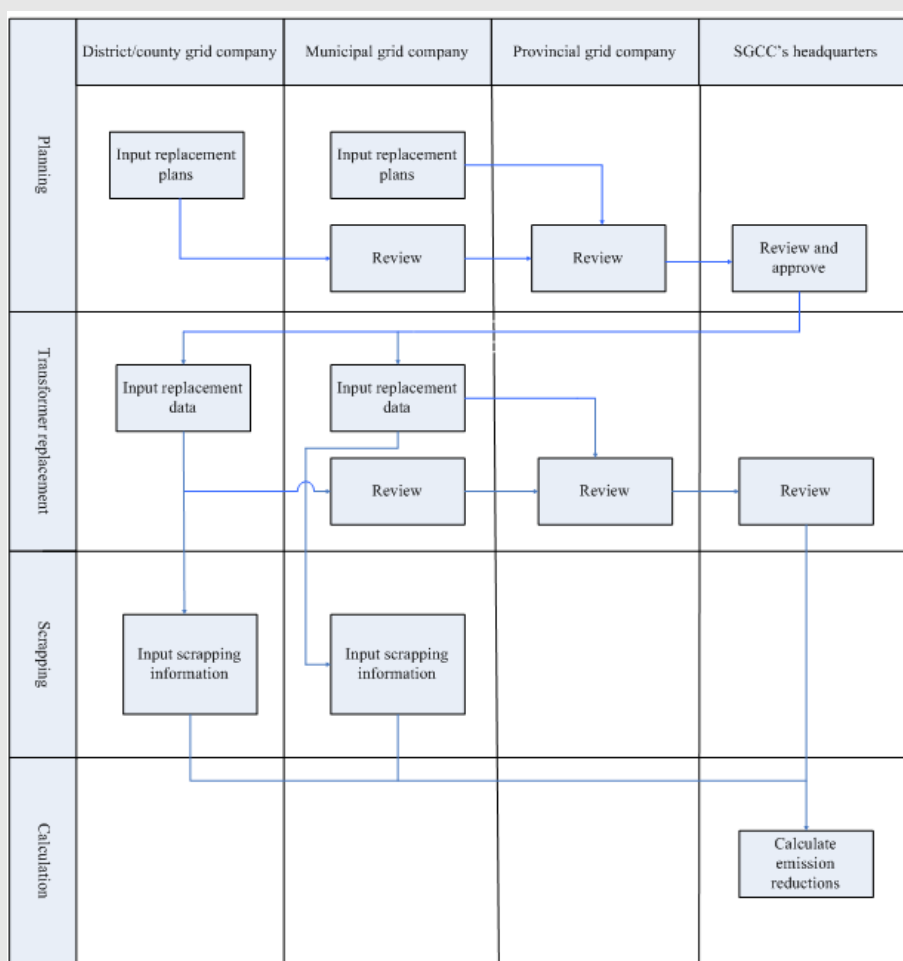 District/county grid company
Municipal grid company
Provincial grid company
SGCC's headquarters
Planning
Input replacement
plans
Input replacement
plans
Review
Review
Review and
approve
Transformer replacement
Input replacement
data
Input replacement
data
Review
Review
Review
Scrapping
Input scrapping
information
Input scrapping
information
Calculation
Calculate
emission
reductions